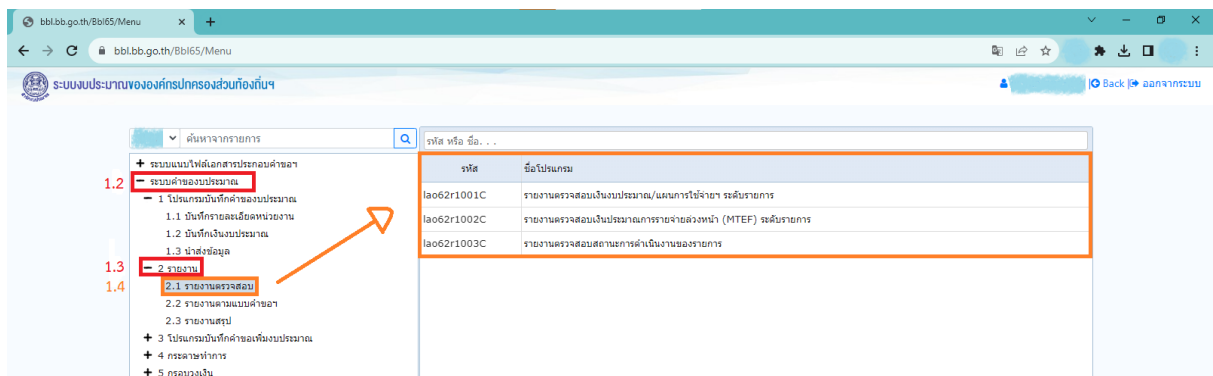 bbl.bb.go.th/Bbl65/Menu
bbl.bb.go.th/Bbl65/Menu
ระบบงบประมาณขององค์กรปกครองส่วนท้องถิ่นฯ
| Back | ออกจากระบบ
ค้นหาจากรายการ
รหัส หรือ ชื่อ. . .
ระบบแนบไฟล์เอกสารประกอบคำขอฯ
1.2 ระบบคำของบประมาณ
1 โปรแกรมบันทึกคำของบประมาณ
1.1 บันทึกรายละเอียดหน่วยงาน
1.2 บันทึกเงินงบประมาณ
1.3 นำส่งข้อมูล
1.3 2 รายงาน
1.4 2.1 รายงานตรวจสอบ
2.2 รายงานตามแบบคำขอฯ
2.3 รายงานสรุป
3 โปรแกรมบันทึกคำขอเพิ่มงบประมาณ
4 กระดาษทำการ
5 กรอบวงเงิน
รหัส ชื่อโปรแกรม
lao62r1001C รายงานตรวจสอบเงินงบประมาณ/แผนการใช้จ่ายฯ ระดับรายการ
lao62r1002C รายงานตรวจสอบเงินประมาณการรายจ่ายล่วงหน้า (MTEF) ระดับรายการ
lao62r1003C รายงานตรวจสอบสถานะการดำเนินงานของรายการ